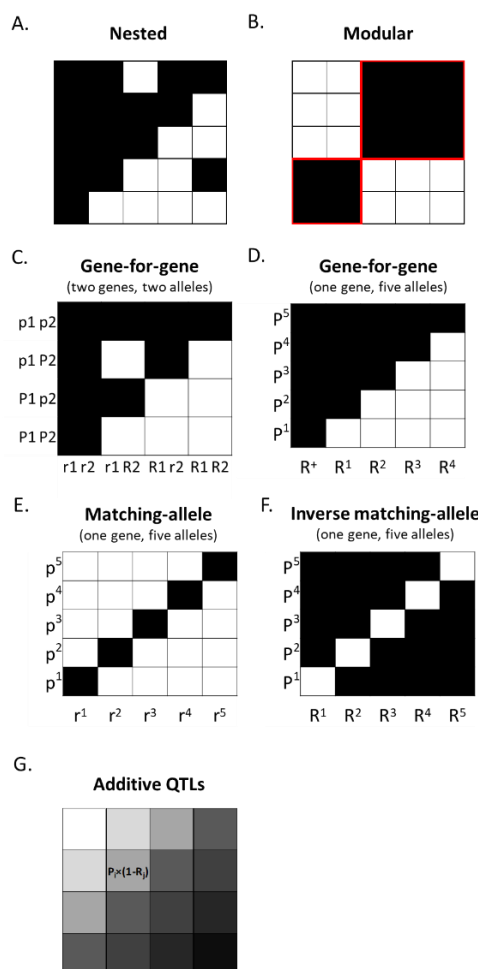 A.
Nested
B.
Modular
C.
Gene-for-gene
(two genes, two alleles)
p1 p2
p1 P2
P1 p2
P1 P2
r1 r2 r1 R2 R1 r2 R1 R2
D.
Gene-for-gene
(one gene, five alleles)
P⁵
P⁴
P³
P²
P¹
R⁺ R¹ R² R³ R⁴
E.
Matching-allele
(one gene, five alleles)
p⁵
p⁴
p³
p²
p¹
r¹ r² r³ r⁴ r⁵
F.
Inverse matching-allele
(one gene, five alleles)
P⁵
P⁴
P³
P²
P¹
R¹ R² R³ R⁴ R⁵
G.
Additive QTLs
Pᵢ×(1-Rⱼ)